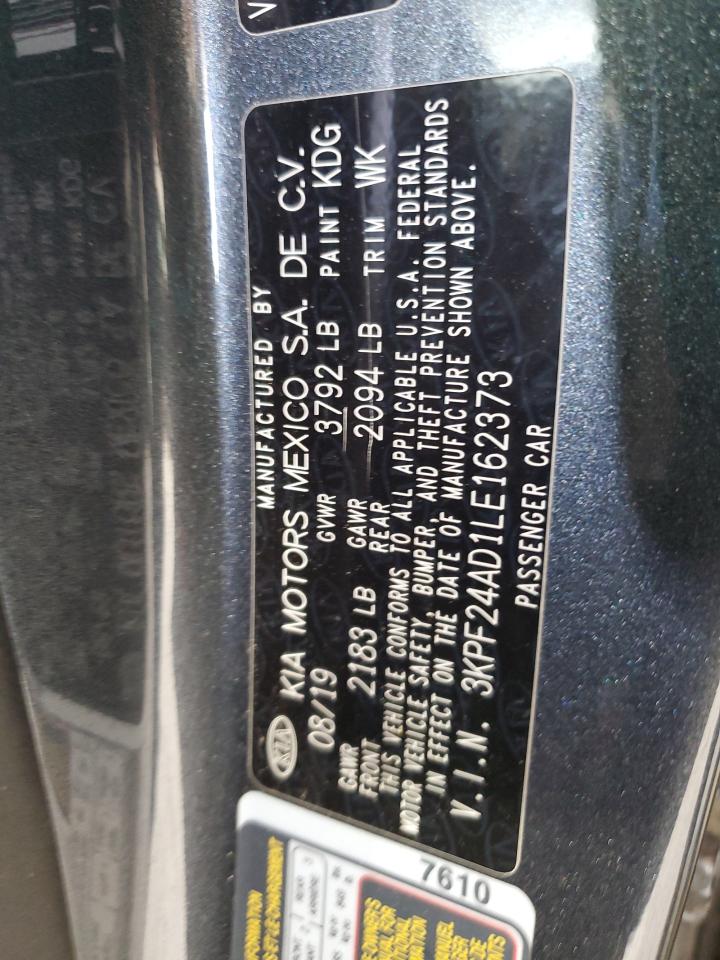 V
MANUFACTURED BY
KIA KIA MOTORS MEXICO S.A. DE C.V.
08/19 GVWR 3792 LB PAINT KDG
GAWR FRONT 2183 LB GAWR REAR 2094 LB TRIM WK
THIS VEHICLE CONFORMS TO ALL APPLICABLE U.S.A. FEDERAL
MOTOR VEHICLE SAFETY, BUMPER, AND THEFT PREVENTION STANDARDS
IN EFFECT ON THE DATE OF MANUFACTURE SHOWN ABOVE.
V.I.N. 3KPF24AD1LE162373
PASSENGER CAR
7610